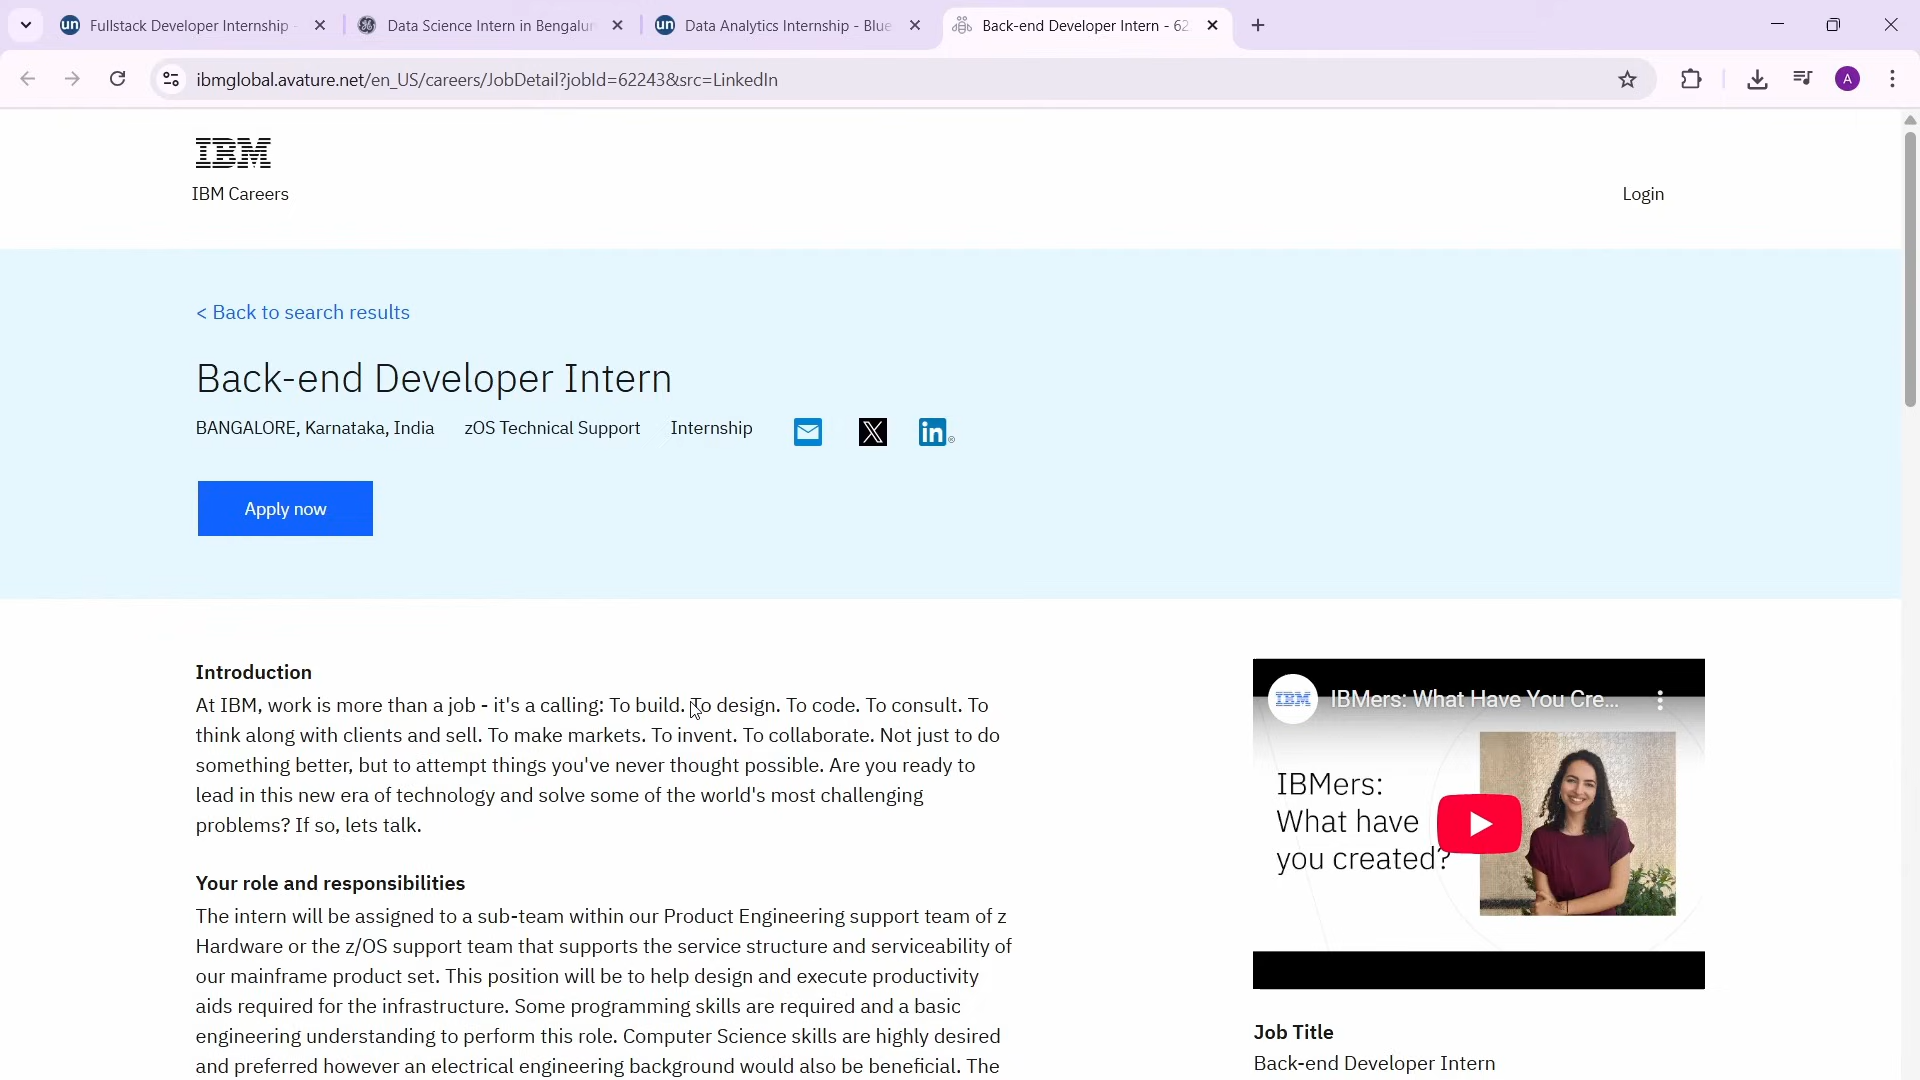 un Fullstack Developer Internship -
Data Science Intern in Bengalur
un Data Analytics Internship - Blue
Back-end Developer Intern - 62
ibmglobal.avature.net/en_US/careers/JobDetail?jobId=62243&src=LinkedIn
A
IBM
IBM Careers
Login
< Back to search results
Back-end Developer Intern
BANGALORE, Karnataka, India zOS Technical Support Internship
X
in
®
Apply now
Introduction
At IBM, work is more than a job - it's a calling: To build. To design. To code. To consult. To
think along with clients and sell. To make markets. To invent. To collaborate. Not just to do
something better, but to attempt things you've never thought possible. Are you ready to
lead in this new era of technology and solve some of the world's most challenging
problems? If so, lets talk.
Your role and responsibilities
The intern will be assigned to a sub-team within our Product Engineering support team of z
Hardware or the z/OS support team that supports the service structure and serviceability of
our mainframe product set. This position will be to help design and execute productivity
aids required for the infrastructure. Some programming skills are required and a basic
engineering understanding to perform this role. Computer Science skills are highly desired
and preferred however an electrical engineering background would also be beneficial. The
IBM
IBMers: What Have You Cre...
IBMers:
What have
you created?
Job Title
Back-end Developer Intern